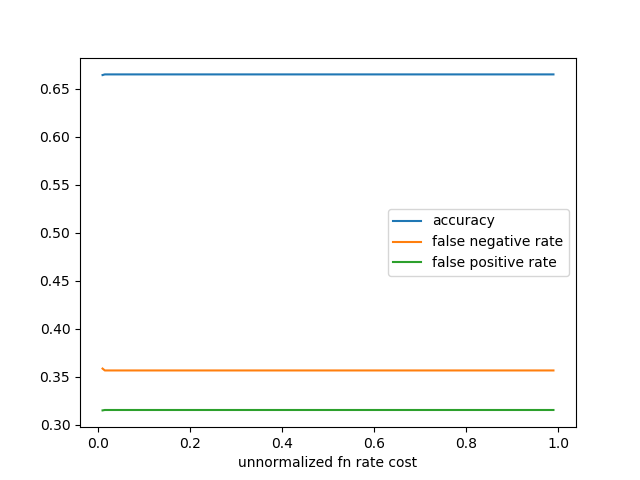 0.65
0.60
0.55
0.50
0.45
0.40
0.35
0.30
accuracy
false negative rate
false positive rate
0.0 0.2 0.4 0.6 0.8 1.0
unnormalized fn rate cost